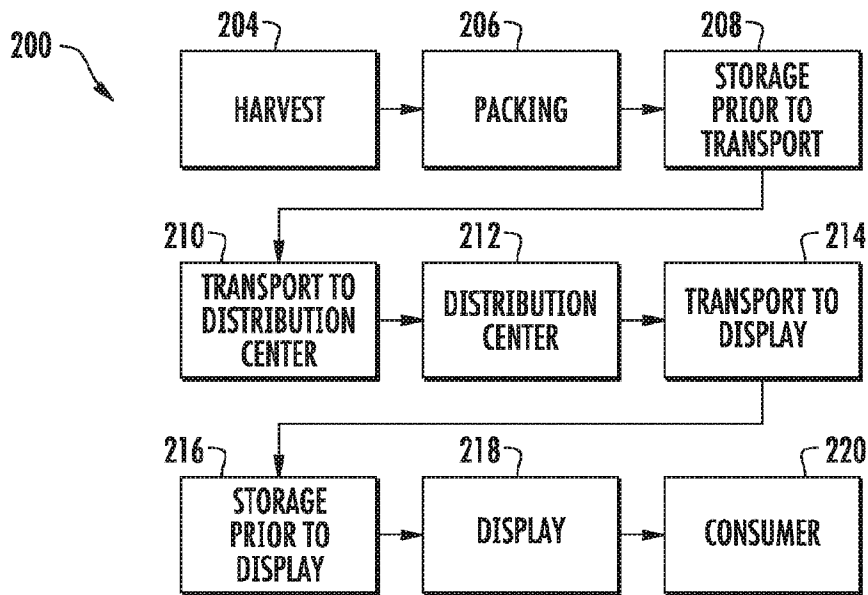 200
204
206
208
HARVEST
PACKING
STORAGE
PRIOR TO
TRANSPORT
210
212
214
TRANSPORT TO
DISTRIBUTION
CENTER
DISTRIBUTION
CENTER
TRANSPORT TO
DISPLAY
216
218
220
STORAGE
PRIOR TO
DISPLAY
DISPLAY
CONSUMER